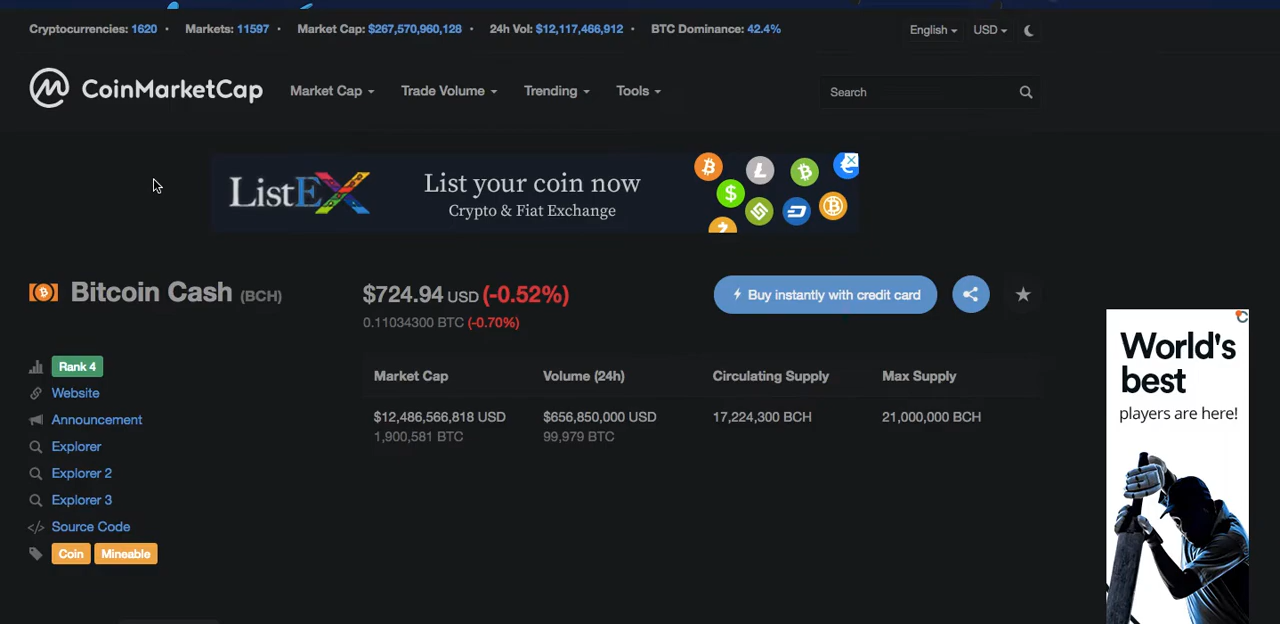 Cryptocurrencies: 1620 • Markets: 11597 • Market Cap: $267,570,960,128 • 24h Vol: $12,117,466,912 • BTC Dominance: 42.4% English USD
CoinMarketCap Market Cap Trade Volume Trending Tools Search
ListEX List your coin now
Crypto & Fiat Exchange
Bitcoin Cash (BCH) $724.94 USD (-0.52%) Buy instantly with credit card
0.11034300 BTC (-0.70%)
Rank 4
Website
Announcement
Explorer
Explorer 2
Explorer 3
Source Code
Coin Mineable
Market Cap Volume (24h) Circulating Supply Max Supply
$12,486,566,818 USD $656,850,000 USD 17,224,300 BCH 21,000,000 BCH
1,900,581 BTC 99,979 BTC
World's
best
players are here!